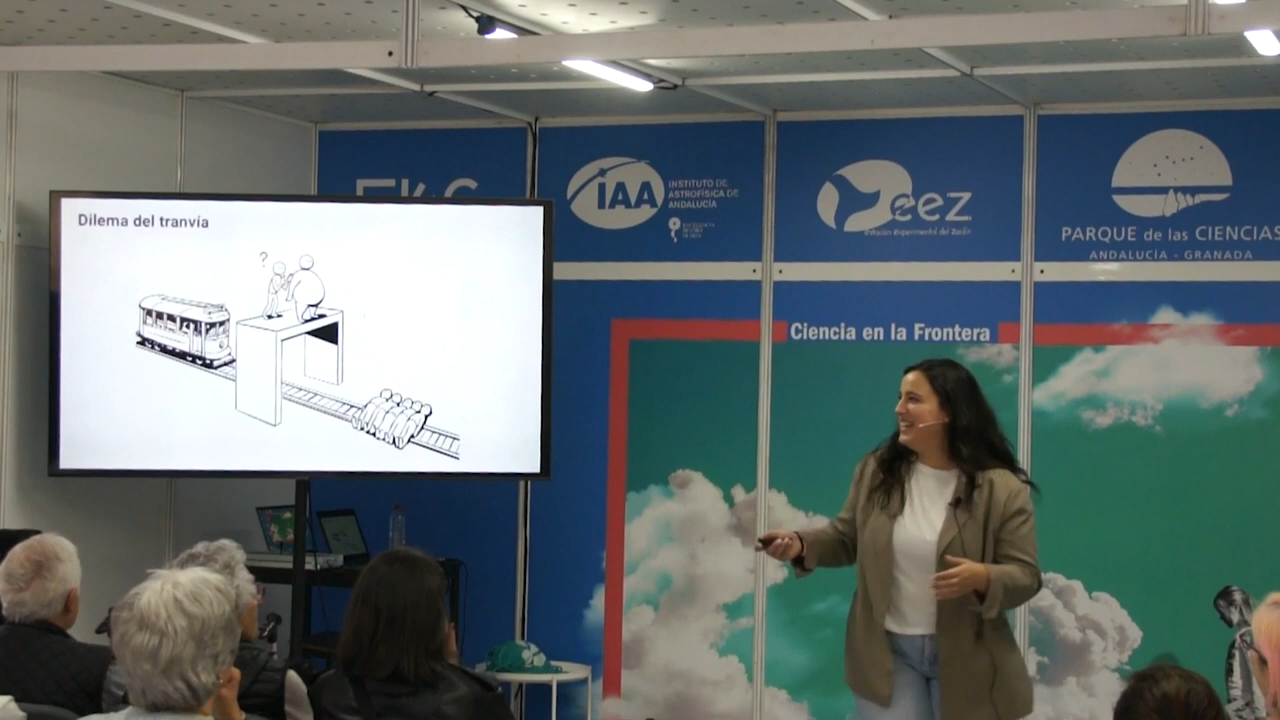 Dilema del tranvía
?
IAA
INSTITUTO DE
ASTROFÍSICA DE
ANDALUCÍA
eez
Estación Experimental del Zaidín
PARQUE de las CIENCIAS
ANDALUCÍA - GRANADA
Ciencia en la Frontera